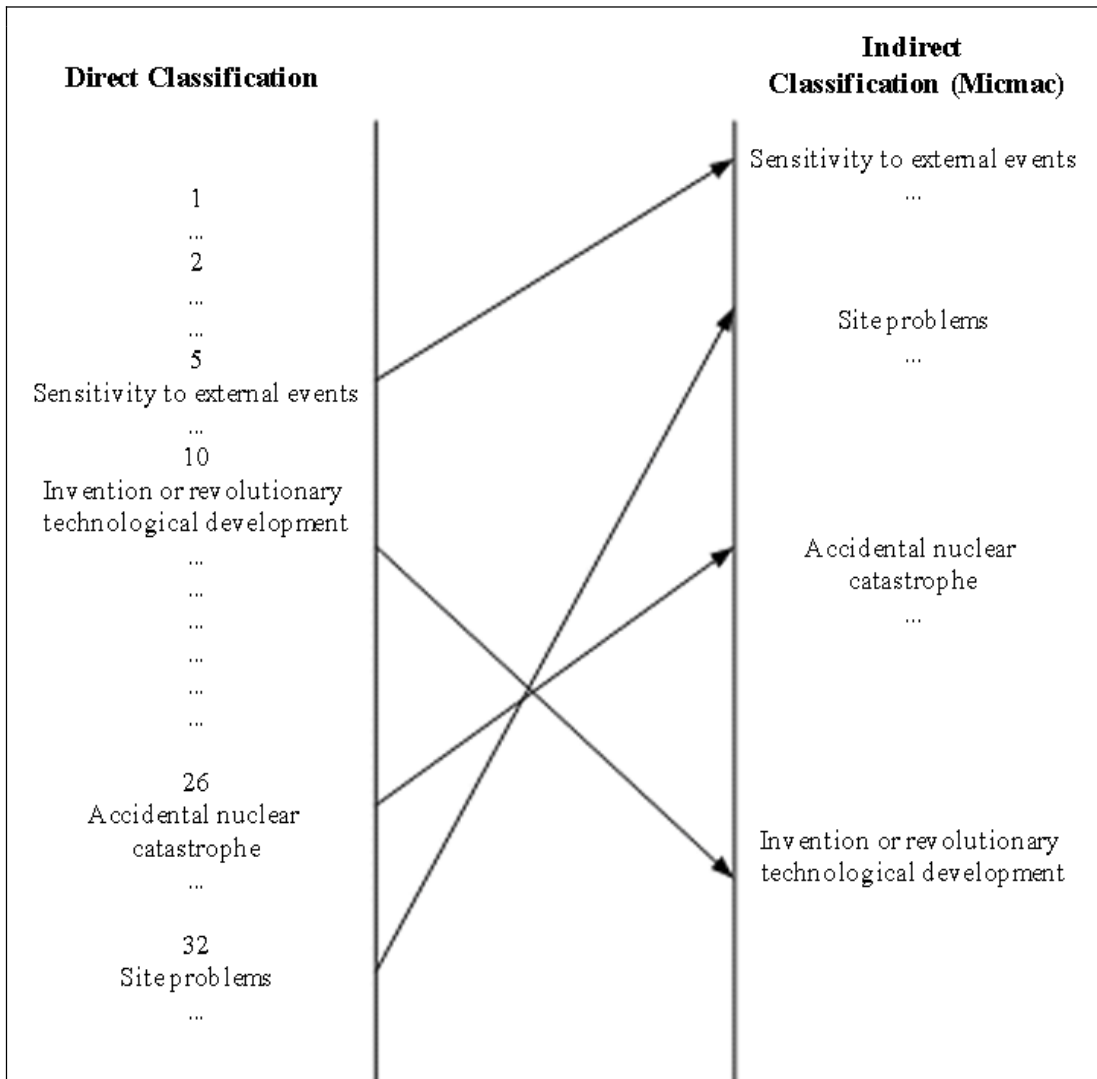 Direct Classification
1
...
2
...
...
5
Sensitivity to external events
...
10
Invention or revolutionary
technological development
...
...
...
...
...
...
26
Accidental nuclear
catastrophe
...
32
Site problems
...
Indirect
Classification (Micmac)
Sensitivity to external events
...
Site problems
...
Accidental nuclear
catastrophe
...
Invention or revolutionary
technological development